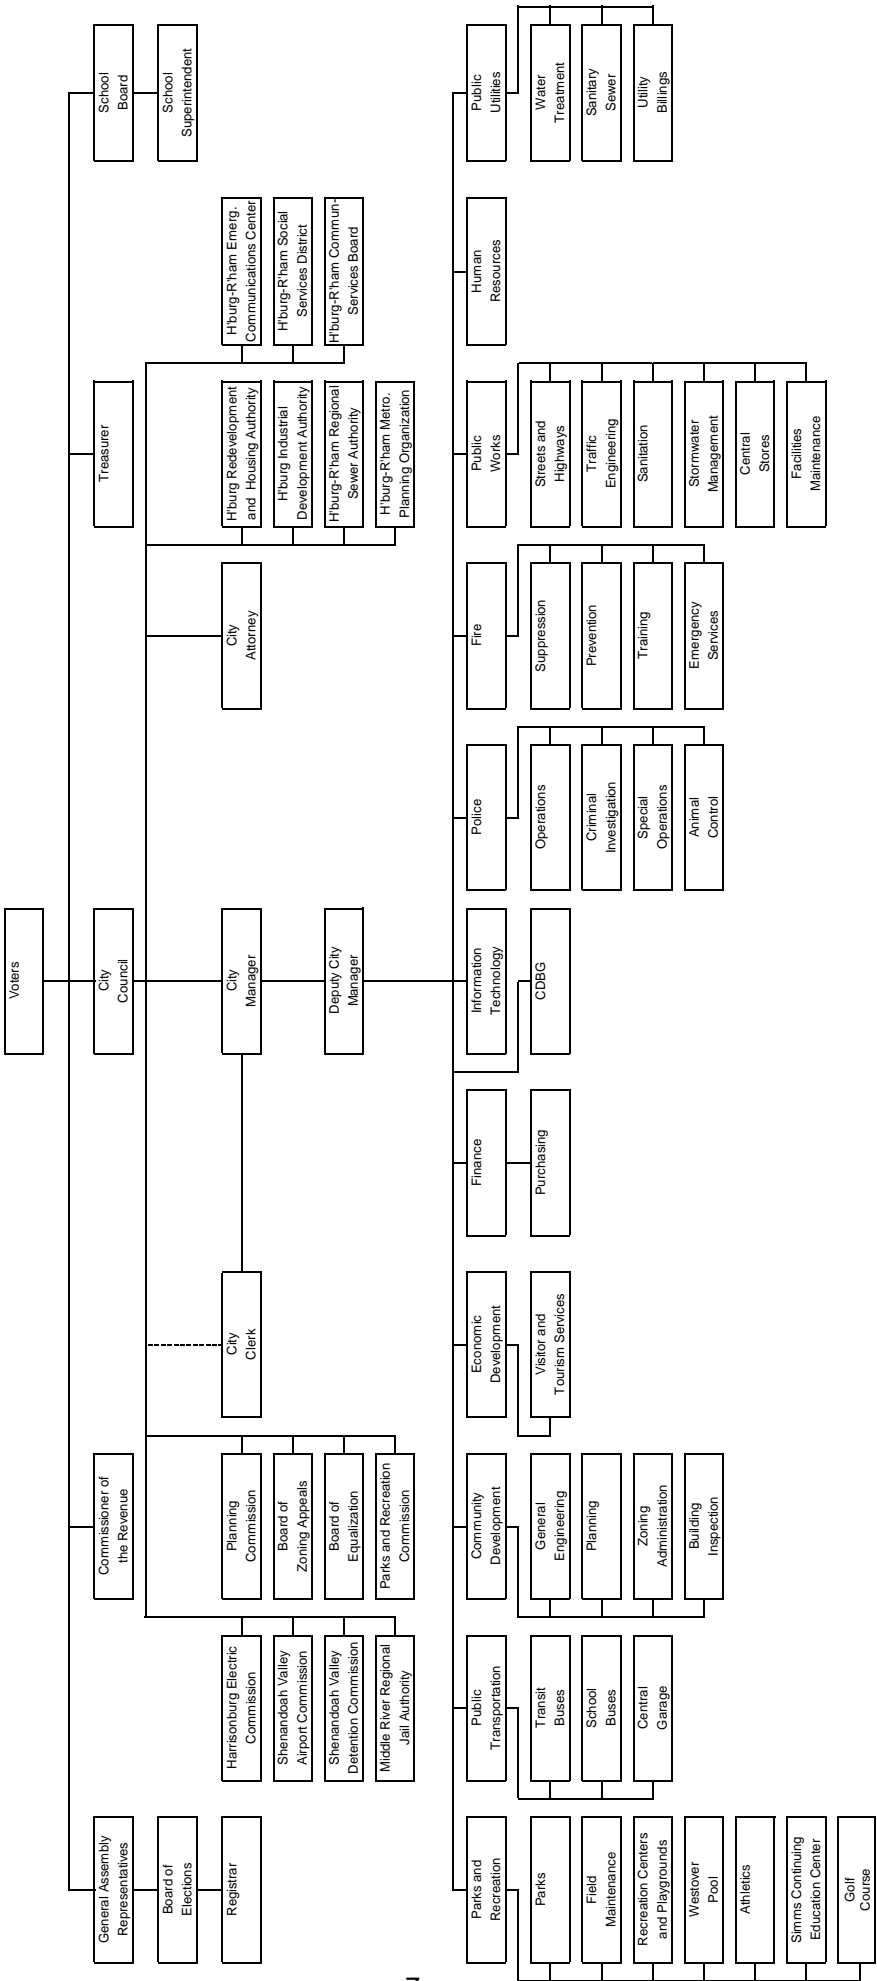 Voters
General Assembly
Representatives
Commissioner of
the Revenue
City
Council
Treasurer
School
Board
Board of
Elections
School
Superintendent
Registrar
Harrisonburg Electric
Commission
Shenandoah Valley
Airport Commission
Shenandoah Valley
Detention Commission
Middle River Regional
Jail Authority
Planning
Commission
Board of
Zoning Appeals
Board of
Equalization
Parks and Recreation
Commission
City
Clerk
City
Manager
City
Attorney
H'burg Redevelopment
and Housing Authority
H'burg Industrial
Development Authority
H'burg-R'ham Regional
Sewer Authority
H'burg-R'ham Metro.
Planning Organization
H'burg-R'ham Emerg.
Communications Center
H'burg-R'ham Social
Services District
H'burg-R'ham Commun-
Services Board
Deputy City
Manager
Parks and
Recreation
Parks
Field
Maintenance
Recreation Centers
and Playgrounds
Westover
Pool
Athletics
Simms Continuing
Education Center
Golf
Course
Public
Transportation
Transit
Buses
School
Buses
Central
Garage
Community
Development
General
Engineering
Planning
Zoning
Administration
Building
Inspection
Economic
Development
Visitor and
Tourism Services
Finance
Purchasing
Information
Technology
CDBG
Police
Operations
Criminal
Investigation
Special
Operations
Animal
Control
Fire
Suppression
Prevention
Training
Emergency
Services
Public
Works
Streets and
Highways
Traffic
Engineering
Sanitation
Stormwater
Management
Central
Stores
Facilities
Maintenance
Human
Resources
Public
Utilities
Water
Treatment
Sanitary
Sewer
Utility
Billings